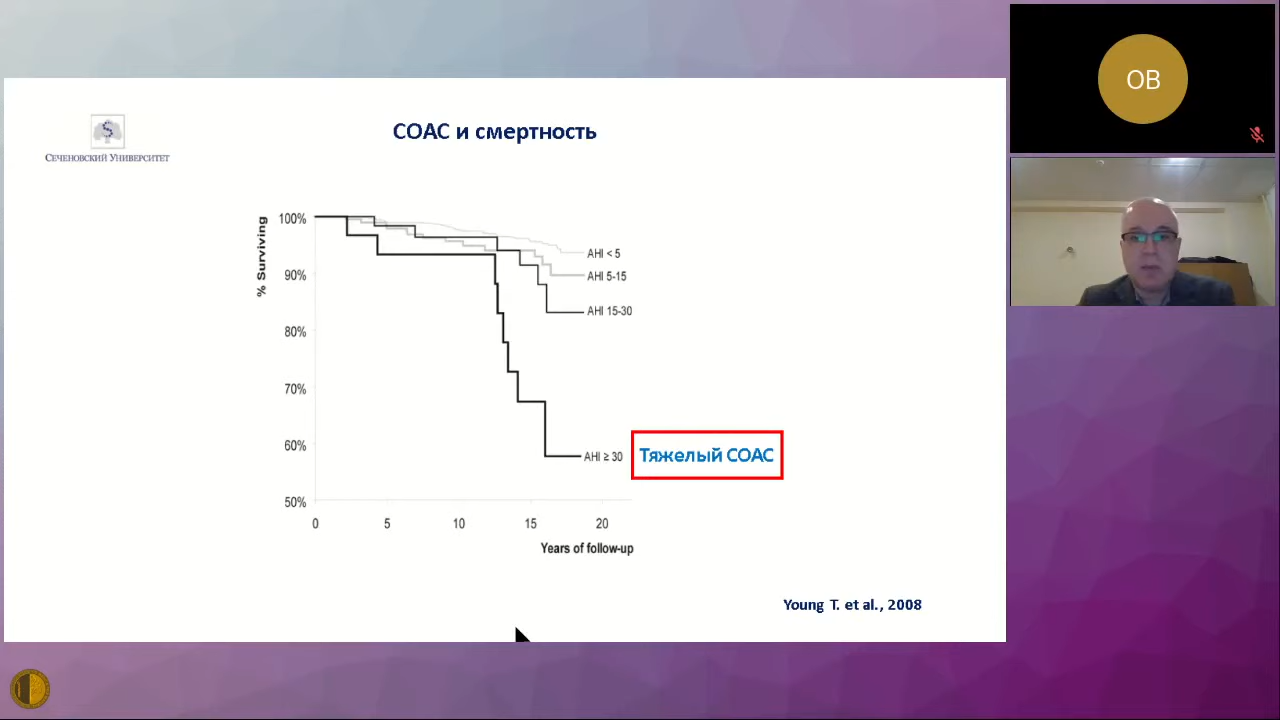 СОАС и смертность
СЕЧЕНОВСКИЙ УНИВЕРСИТЕТ
% Surviving
100%
90%
80%
70%
60%
50%
AHI < 5
AHI 5-15
AHI 15-30
AHI ≥ 30
Тяжелый СОАС
0 5 10 15 20
Years of follow-up
Young T. et al., 2008
OB